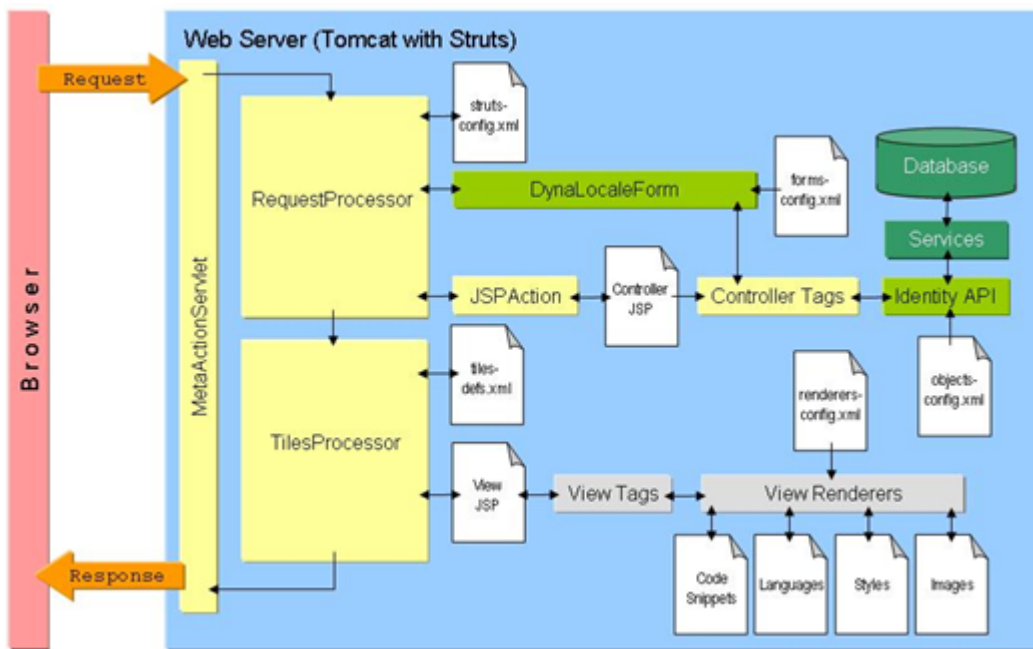 Web Server (Tomcat with Struts)
Request
struts-
config.xml
RequestProcessor
DynaLocaleForm
forms-
config.xml
Database
Services
JSPAction
Controller
JSP
Controller Tags
Identity API
Browser
MetaActionServlet
tiles-
defs.xml
renderers-
config.xml
objects-
config.xml
TilesProcessor
View
JSP
View Tags
View Renderers
Response
Code
Snippets
Languages
Styles
Images